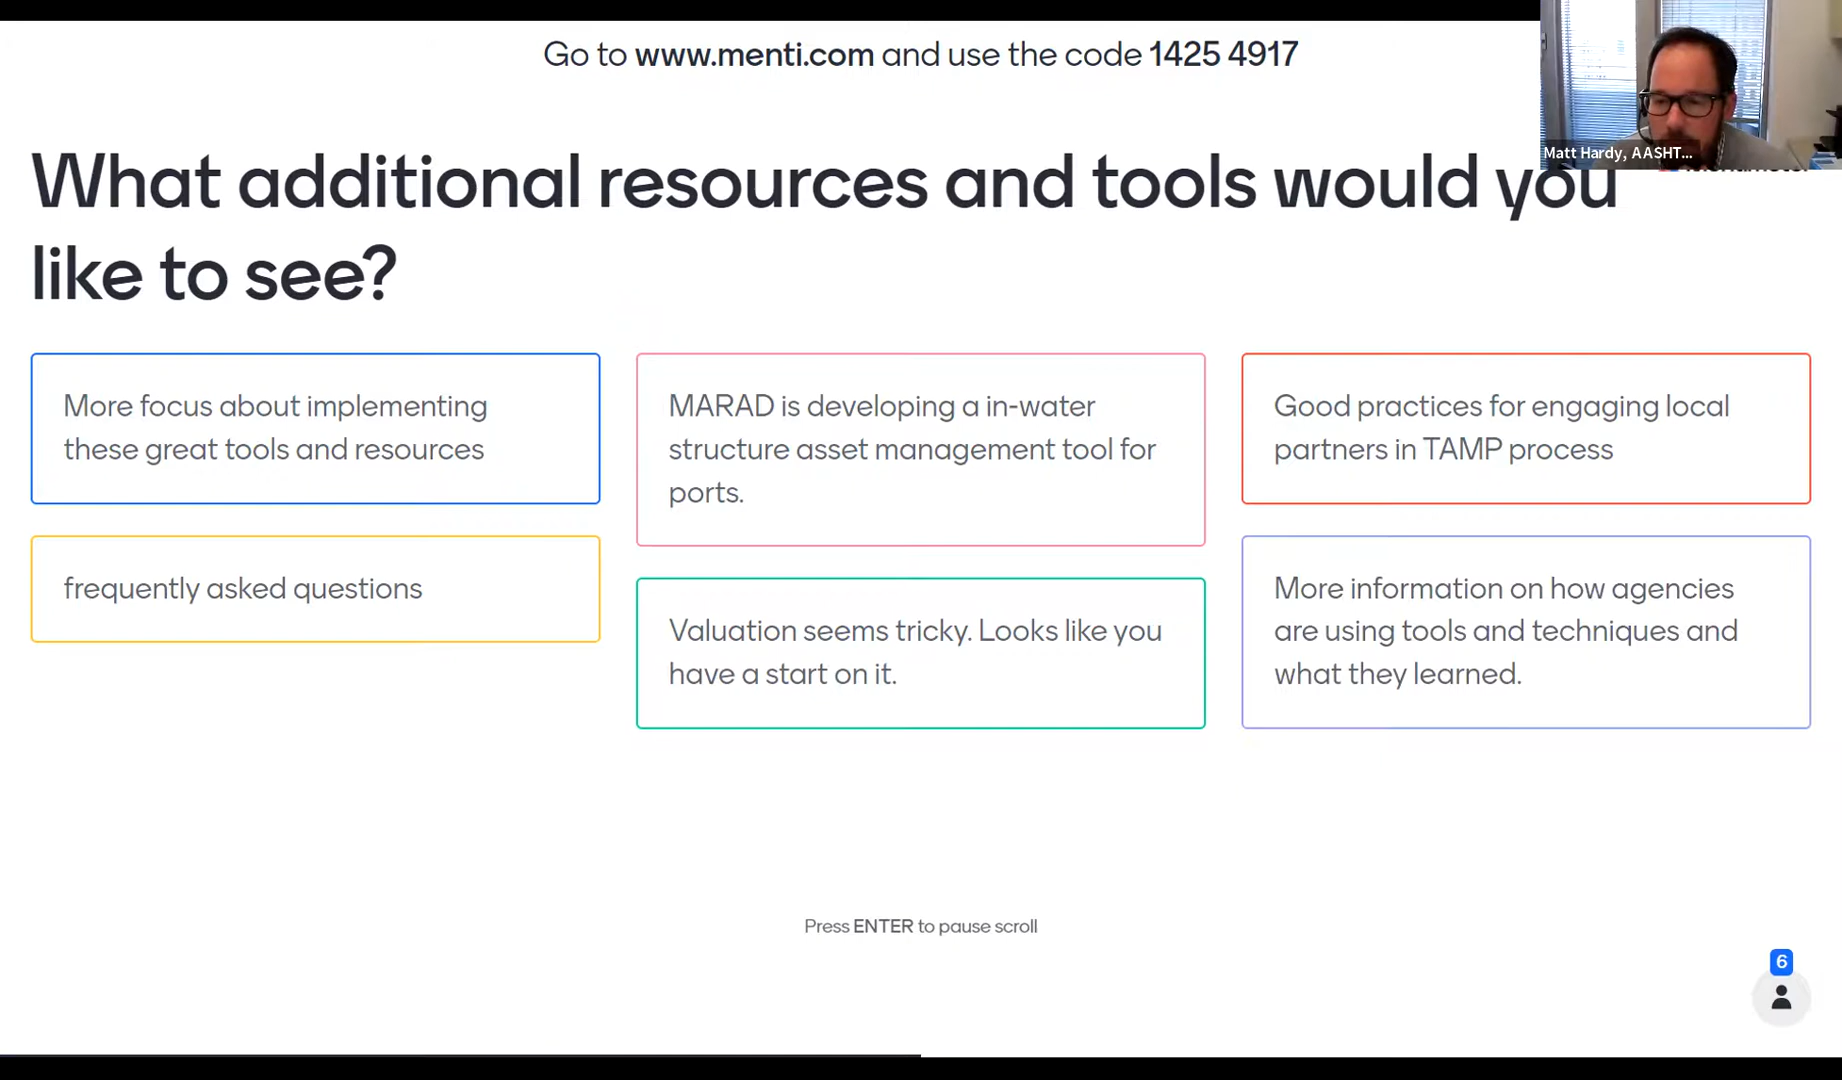 Go to www.menti.com and use the code 1425 4917
Matt Hardy, AASHT...
What additional resources and tools would you
like to see?
More focus about implementing
these great tools and resources
frequently asked questions
MARAD is developing a in-water
structure asset management tool for
ports.
Valuation seems tricky. Looks like you
have a start on it.
Good practices for engaging local
partners in TAMP process
More information on how agencies
are using tools and techniques and
what they learned.
Press ENTER to pause scroll
6